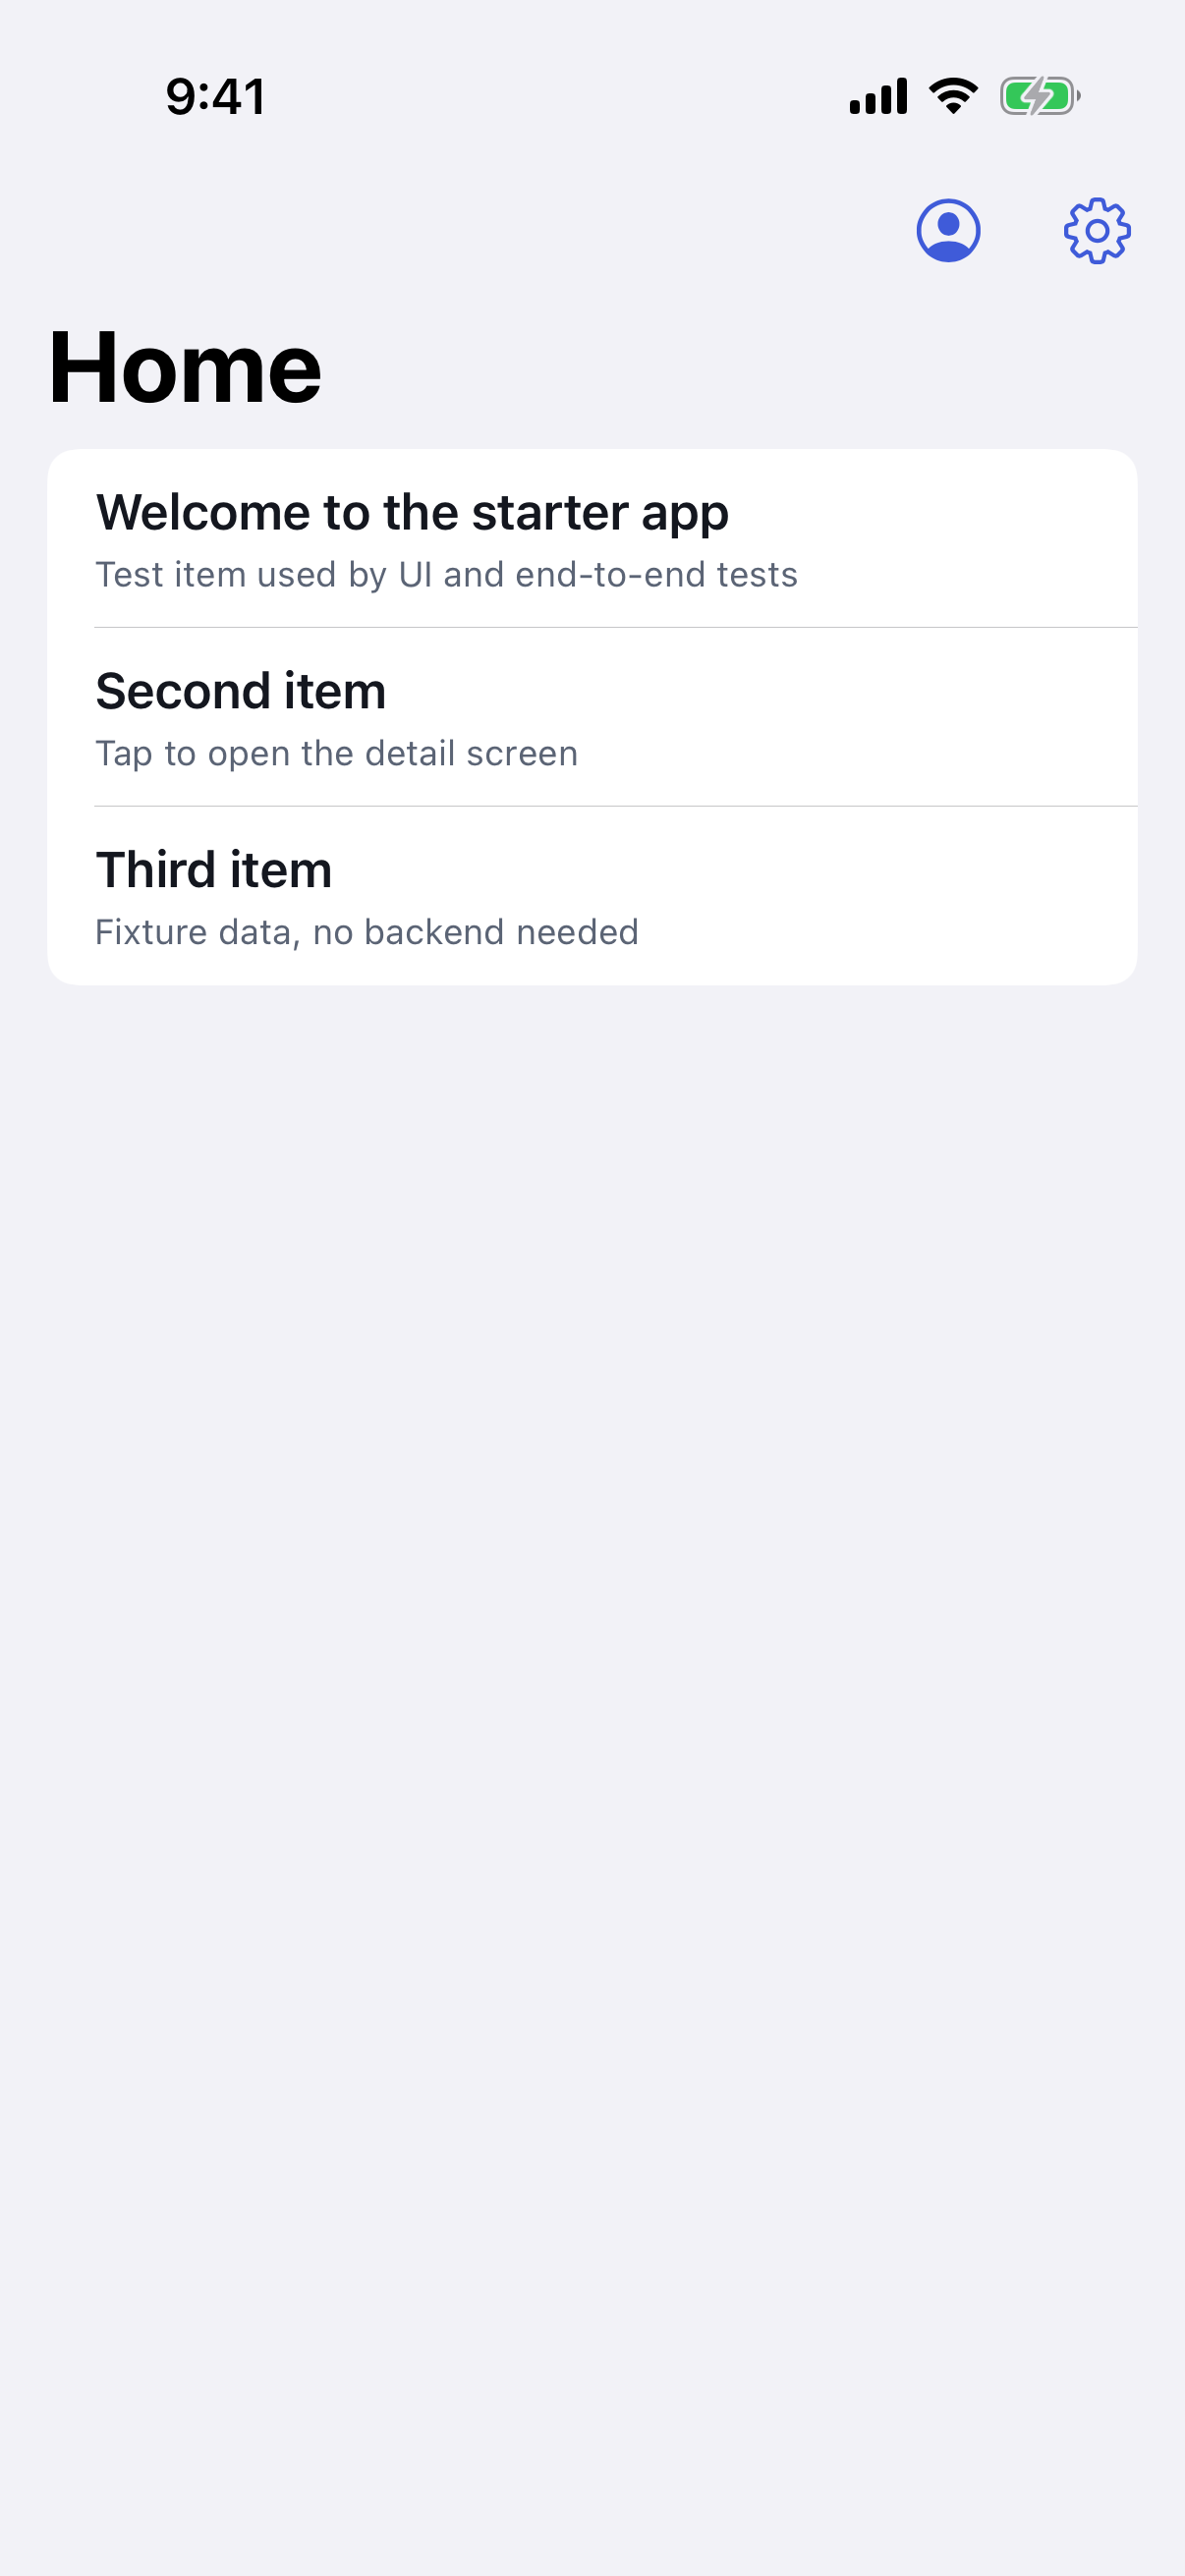 9:41
Home
Welcome to the starter app
Test item used by UI and end-to-end tests
Second item
Tap to open the detail screen
Third item
Fixture data, no backend needed